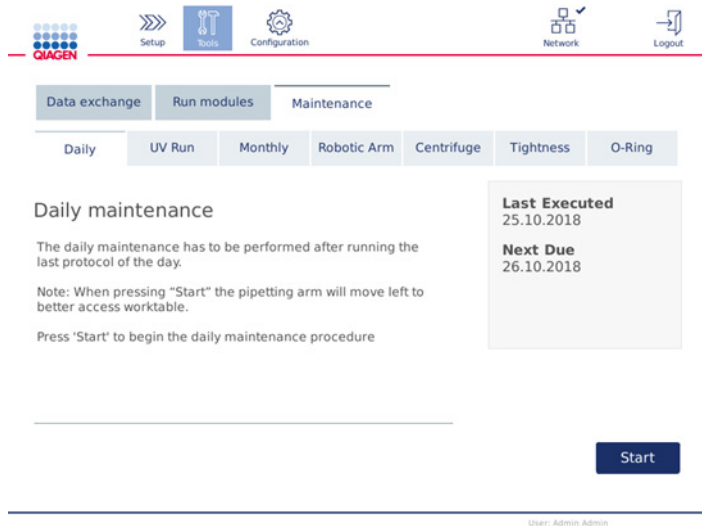 QIAGEN
Setup
Tools
Configuration
Network
Logout
Data exchange
Run modules
Maintenance
Daily
UV Run
Monthly
Robotic Arm
Centrifuge
Tightness
O-Ring
Daily maintenance
The daily maintenance has to be performed after running the
last protocol of the day.
Note: When pressing “Start” the pipetting arm will move left to
better access worktable.
Press 'Start' to begin the daily maintenance procedure
Last Executed
25.10.2018
Next Due
26.10.2018
Start
User: Admin Admin